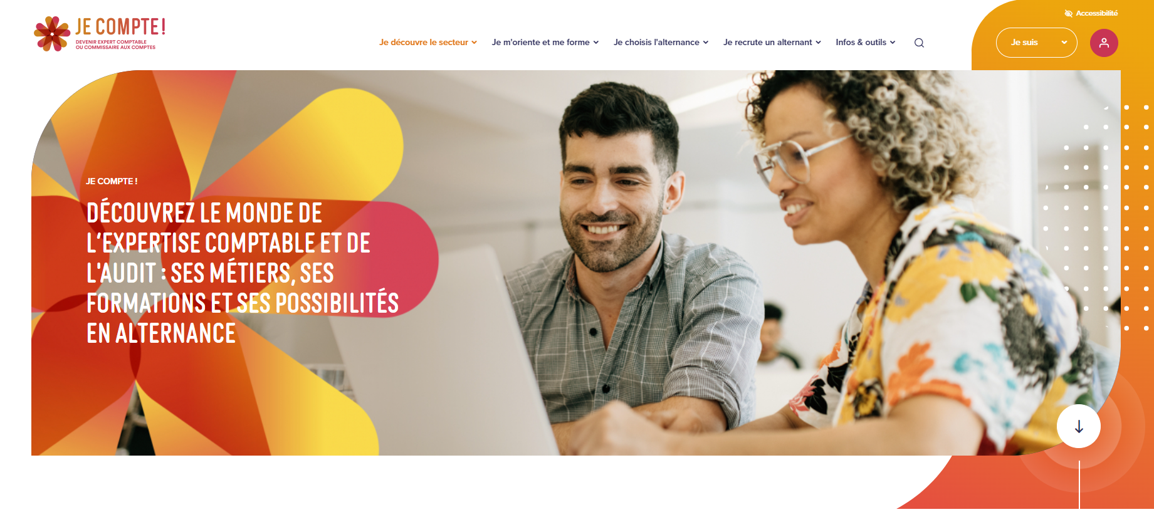 Accessibilité
JE COMPTE !
DEVENIR EXPERT COMPTABLE
OU COMMISSAIRE AUX COMPTES
Je découvre le secteur
Je m'oriente et me forme
Je choisis l'alternance
Je recrute un alternant
Infos & outils
Je suis
JE COMPTE !
DÉCOUVREZ LE MONDE DE
L'EXPERTISE COMPTABLE ET DE
L'AUDIT : SES MÉTIERS, SES
FORMATIONS ET SES POSSIBILITÉS
EN ALTERNANCE